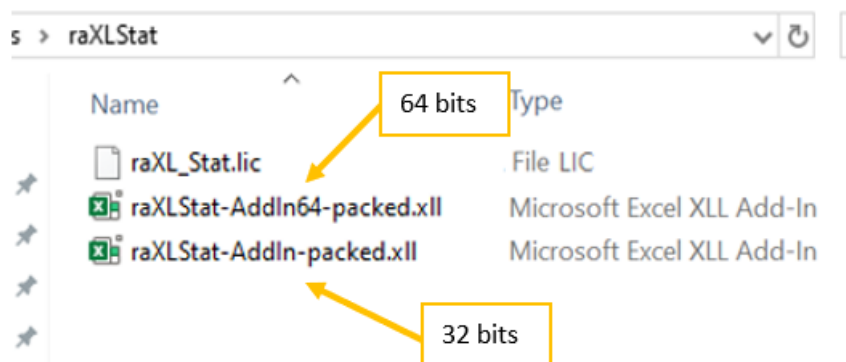 s > raXLStat
64 bits
Name Type
raXL_Stat.lic File LIC
raXLStat-AddIn64-packed.xll Microsoft Excel XLL Add-In
raXLStat-AddIn-packed.xll Microsoft Excel XLL Add-In
32 bits